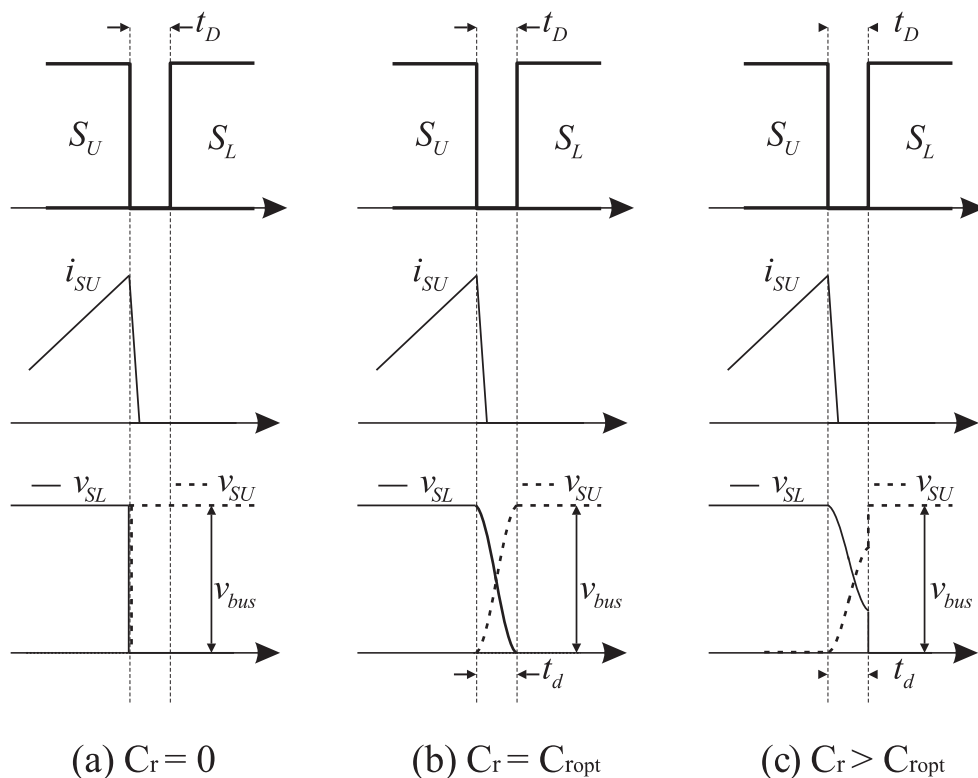 t_D t_D t_D
S_U S_L S_U S_L S_U S_L
i_SU i_SU i_SU
v_SL v_SU v_SL v_SU v_SL v_SU
v_bus v_bus v_bus
t_d t_d
(a) C_r = 0 (b) C_r = C_ropt (c) C_r > C_ropt